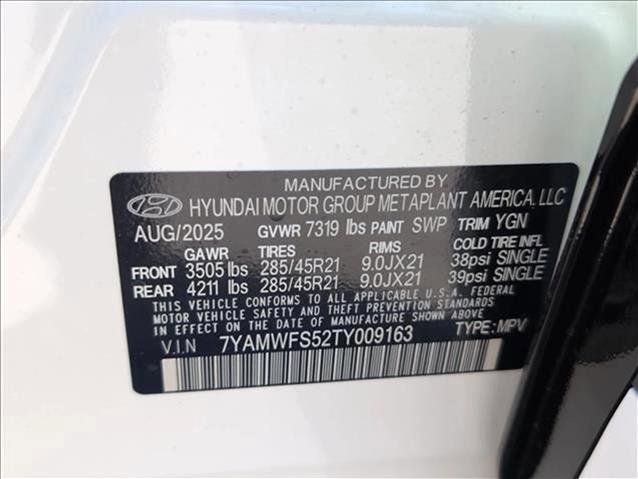 MANUFACTURED BY
HYUNDAI MOTOR GROUP METAPLANT AMERICA, LLC
AUG/2025 GVWR 7319 lbs PAINT SWP TRIM YGN
GAWR TIRES RIMS COLD TIRE INFL
FRONT 3505 lbs 285/45R21 9.0JX21 38psi SINGLE
REAR 4211 lbs 285/45R21 9.0JX21 39psi SINGLE
THIS VEHICLE CONFORMS TO ALL APPLICABLE U.S.A. FEDERAL
MOTOR VEHICLE SAFETY, BUMPER, AND
THEFT PREVENTION STANDARDS IN EFFECT ON THE DATE OF MANUFACTURE SHOWN ABOVE.
V.I.N 7YAMWFS52TY009163 TYPE:MPV